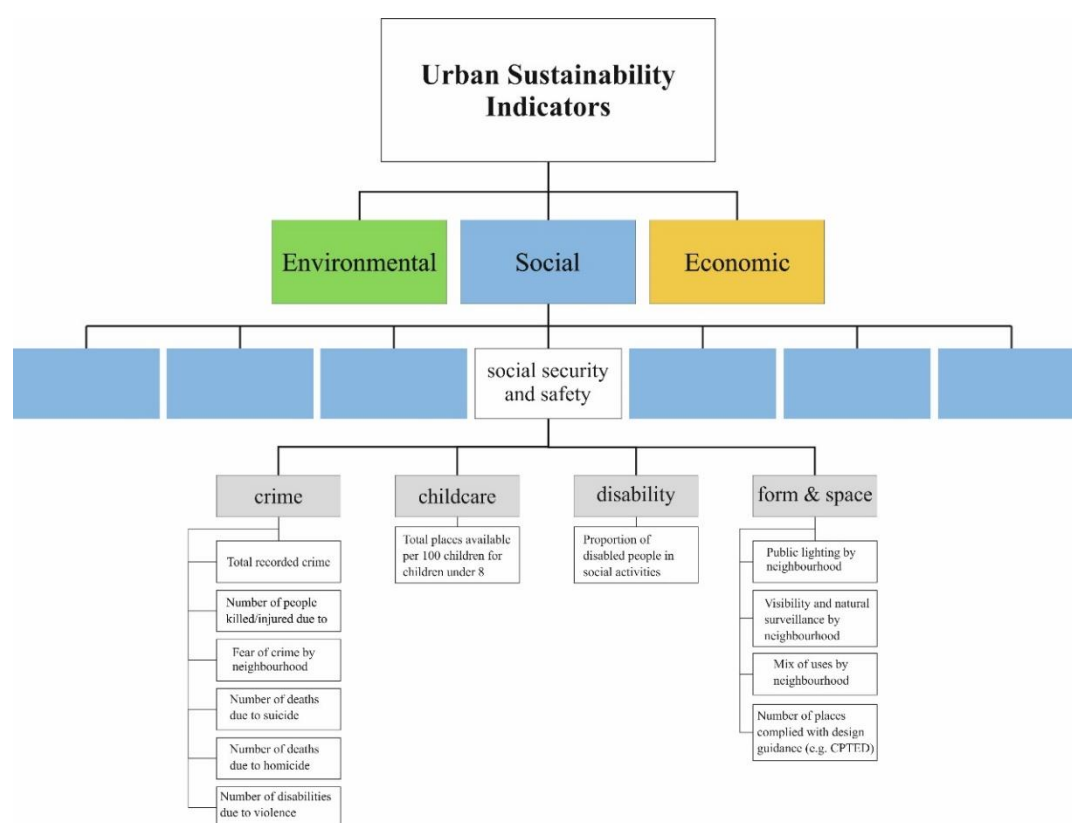 Urban Sustainability
Indicators
Environmental
Social
Economic
social security
and safety
crime
childcare
disability
form & space
Total recorded crime
Number of people
killed/injured due to
Fear of crime by
neighbourhood
Number of deaths
due to suicide
Number of deaths
due to homicide
Number of disabilities
due to violence
Total places available
per 100 children for
children under 8
Proportion of
disabled people in
social activities
Public lighting by
neighbourhood
Visibility and natural
surveillance by
neighbourhood
Mix of uses by
neighbourhood
Number of places
complied with design
guidance (e.g. CPTED)